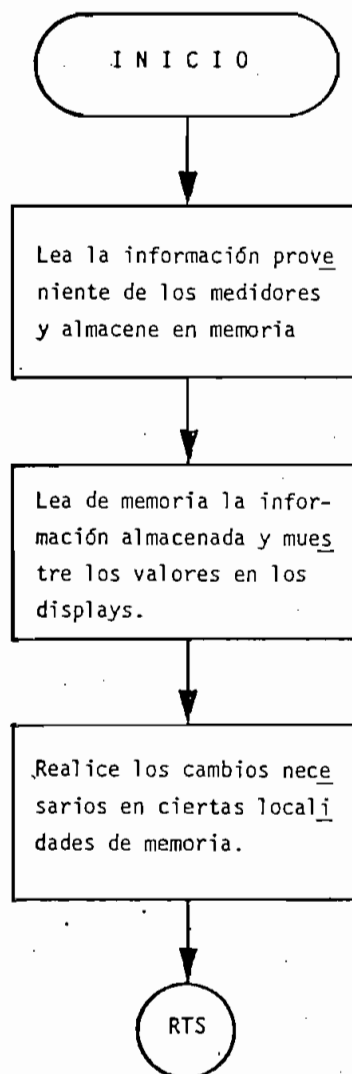 I N I C I O
Lea la información prove
niente de los medidores
y almacene en memoria
Lea de memoria la infor-
mación almacenada y mues
tre los valores en los
displays.
Realice los cambios nece
sarios en ciertas locali
dades de memoria.
RTS